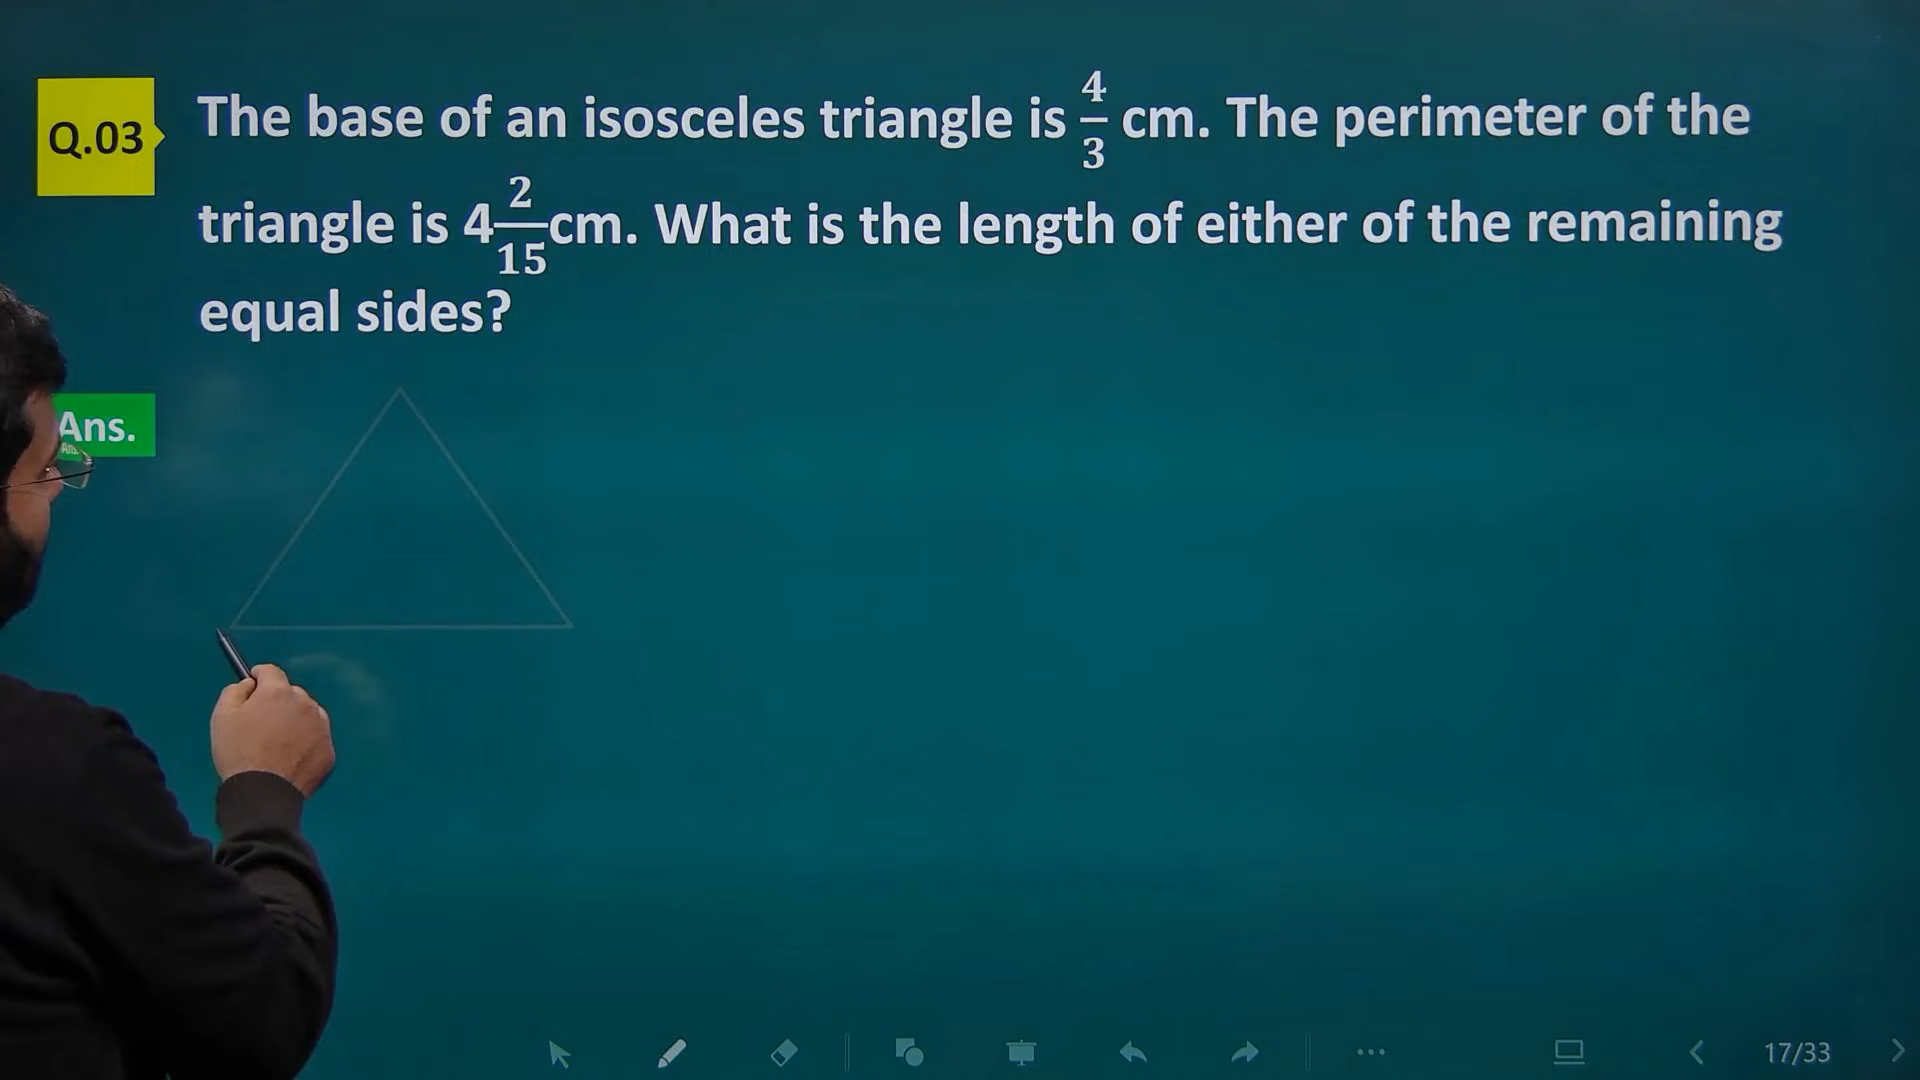 Q.03
The base of an isosceles triangle is 4/3 cm. The perimeter of the
triangle is 4 2/15 cm. What is the length of either of the remaining
equal sides?
Ans.
17/33